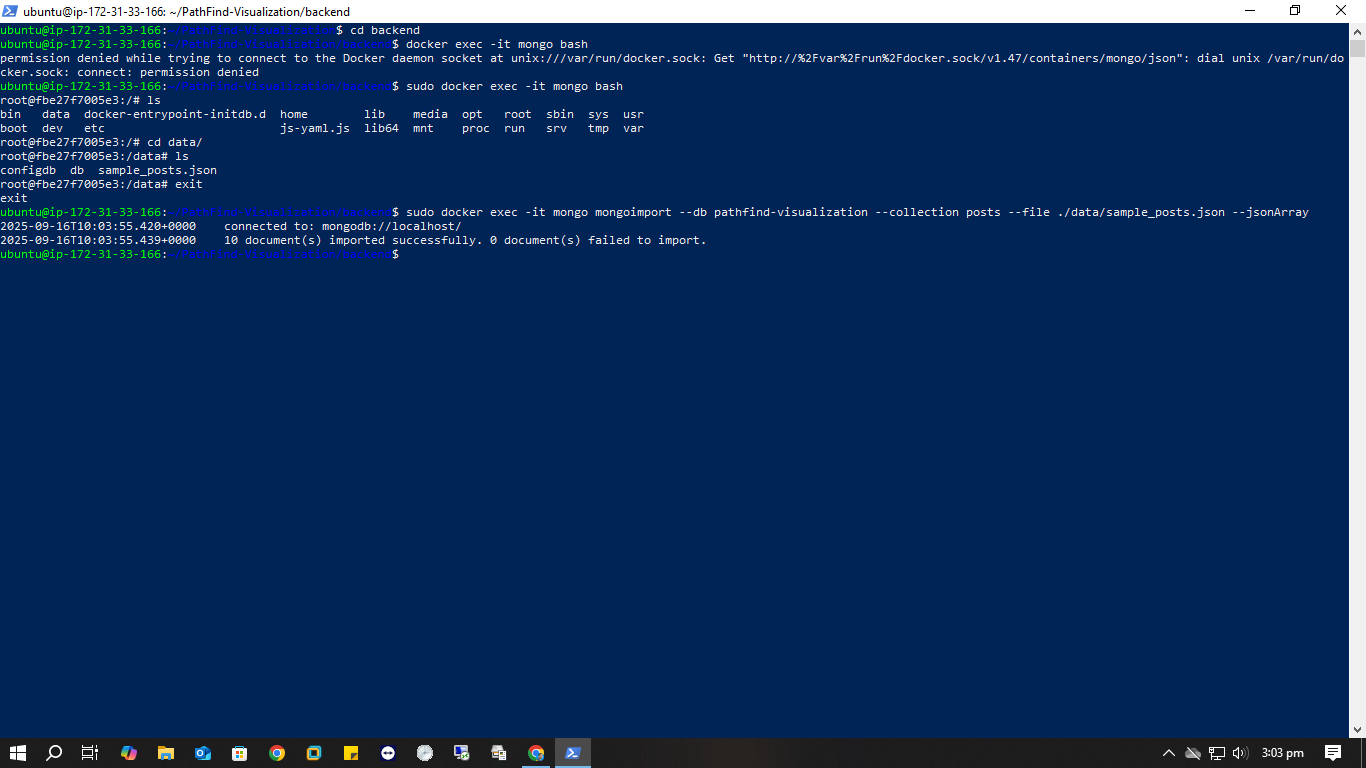 ubuntu@ip-172-31-33-166: ~/PathFind-Visualization/backend
ubuntu@ip-172-31-33-166:~/PathFind-Visualization$ cd backend
ubuntu@ip-172-31-33-166:~/PathFind-Visualization/backend$ docker exec -it mongo bash
permission denied while trying to connect to the Docker daemon socket at unix:///var/run/docker.sock: Get "http://%2Fvar%2Frun%2Fdocker.sock/v1.47/containers/mongo/json": dial unix /var/run/do
cker.sock: connect: permission denied
ubuntu@ip-172-31-33-166:~/PathFind-Visualization/backend$ sudo docker exec -it mongo bash
root@fbe27f7005e3:/# ls
bin   data  docker-entrypoint-initdb.d  home       lib    media  opt   root  sbin  sys  usr
boot  dev   etc                         js-yaml.js  lib64  mnt    proc  run   srv   tmp  var
root@fbe27f7005e3:/# cd data/
root@fbe27f7005e3:/data# ls
configdb  db  sample_posts.json
root@fbe27f7005e3:/data# exit
exit
ubuntu@ip-172-31-33-166:~/PathFind-Visualization/backend$ sudo docker exec -it mongo mongoimport --db pathfind-visualization --collection posts --file ./data/sample_posts.json --jsonArray
2025-09-16T10:03:55.420+0000    connected to: mongodb://localhost/
2025-09-16T10:03:55.439+0000    10 document(s) imported successfully. 0 document(s) failed to import.
ubuntu@ip-172-31-33-166:~/PathFind-Visualization/backend$
3:03 pm